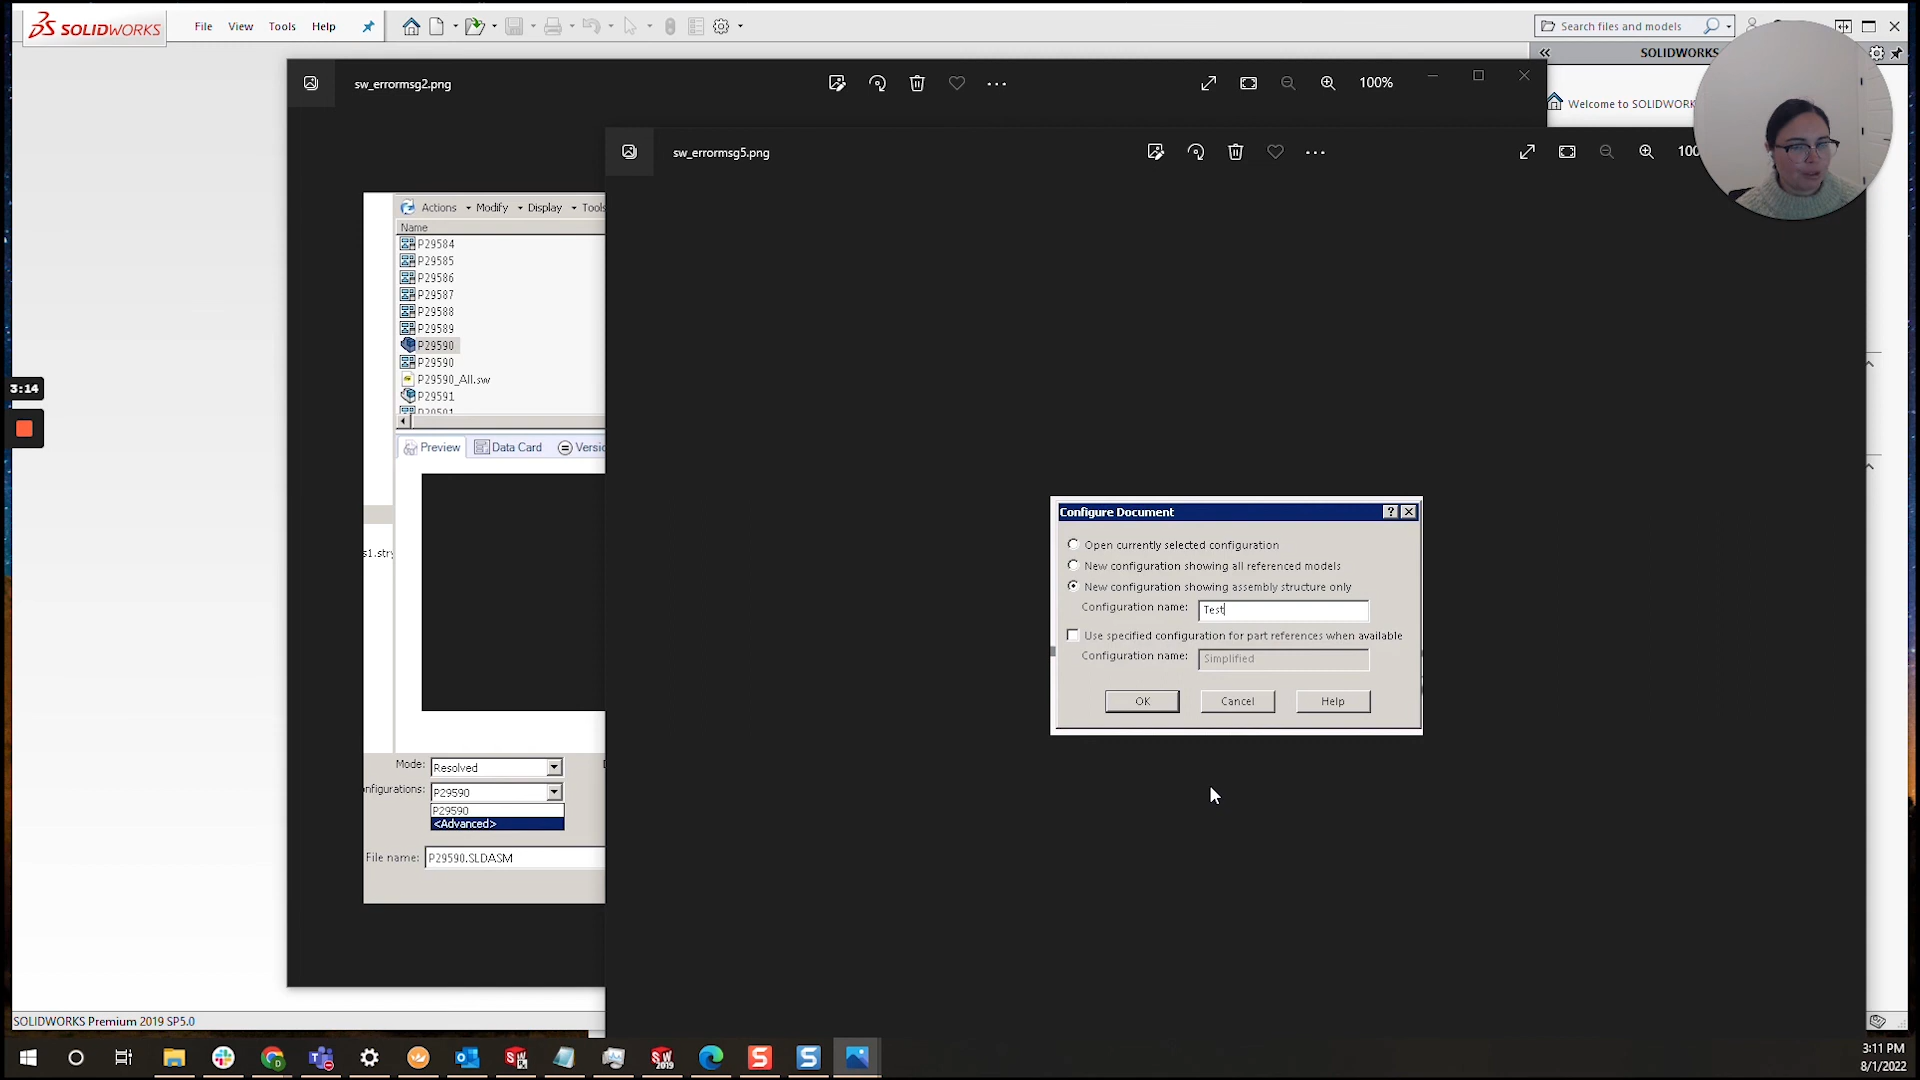 SOLIDWORKS
File View Tools Help
Search files and models
SOLIDWORKS
Welcome to SOLIDWORK
sw_errormsg2.png
100%
sw_errormsg5.png
Actions Modify Display Tools
Name
P29584
P29585
P29586
P29587
P29588
P29589
P29590
P29590
P29590_All.sw
P29591
Preview Data Card Versio
Mode: Resolved
nfigurations: P29590
P29590
<Advanced>
File name: P29590.SLDASM
Configure Document
Open currently selected configuration
New configuration showing all referenced models
New configuration showing assembly structure only
Configuration name: Test
Use specified configuration for part references when available
Configuration name: Simplified
OK Cancel Help
3:14
SOLIDWORKS Premium 2019 SP5.0
SW
SW 2019
3:11 PM
8/1/2022